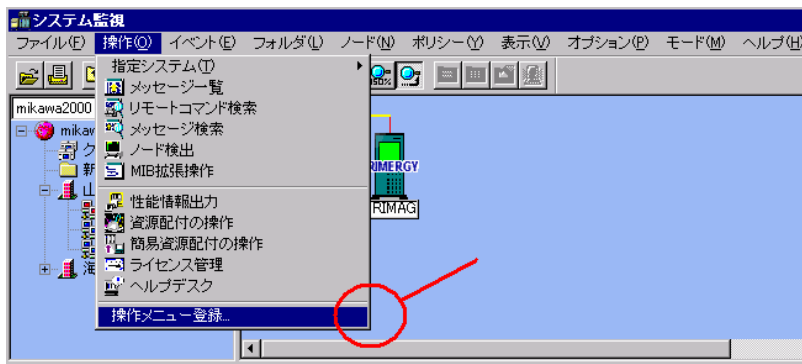 システム監視
ファイル(F) 操作(O) イベント(E) フォルダ(L) ノード(N) ポリシー(Y) 表示(V) オプション(P) モード(M) ヘルプ(H)
指定システム(T)
メッセージ一覧
リモートコマンド検索
メッセージ検索
ノード検出
MIB拡張操作
性能情報出力
資源配付の操作
簡易資源配付の操作
ライセンス管理
ヘルプデスク
操作メニュー登録...
150%
mikawa2000
mikaw
ク
新
山
海
RIMERGY
RIMAG